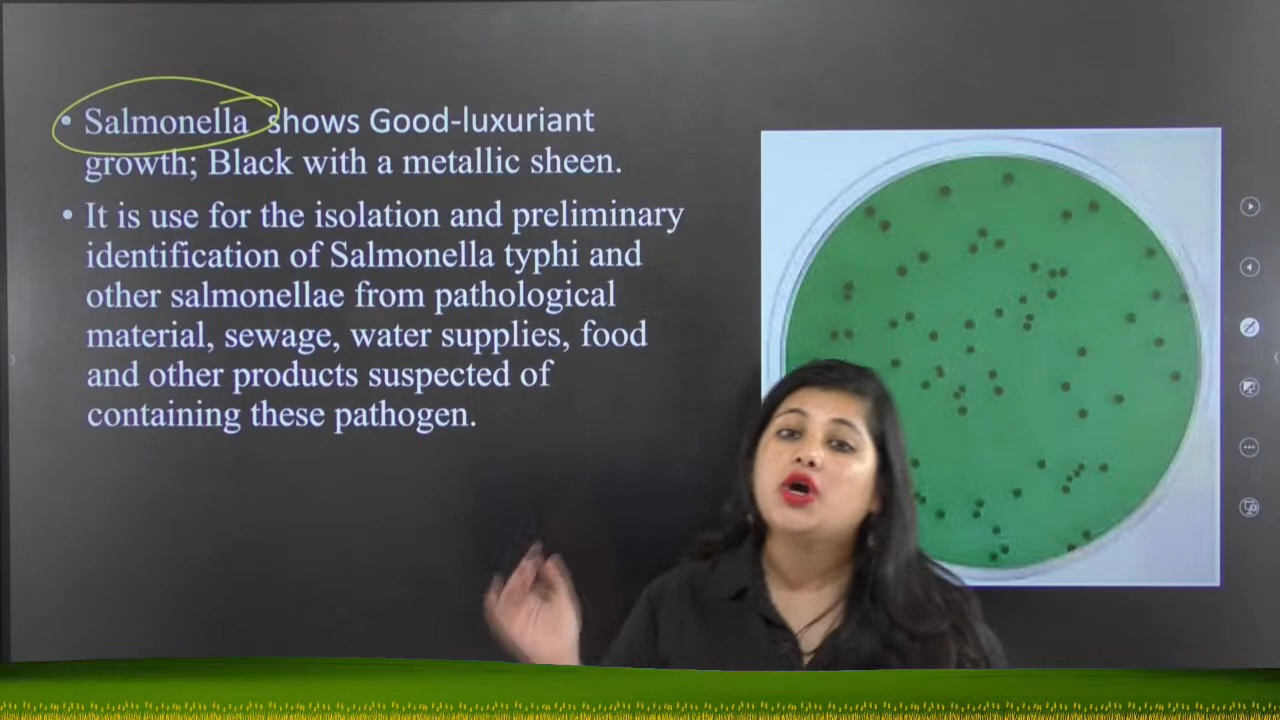 • Salmonella shows Good-luxuriant
growth; Black with a metallic sheen.
• It is use for the isolation and preliminary
identification of Salmonella typhi and
other salmonellae from pathological
material, sewage, water supplies, food
and other products suspected of
containing these pathogen.